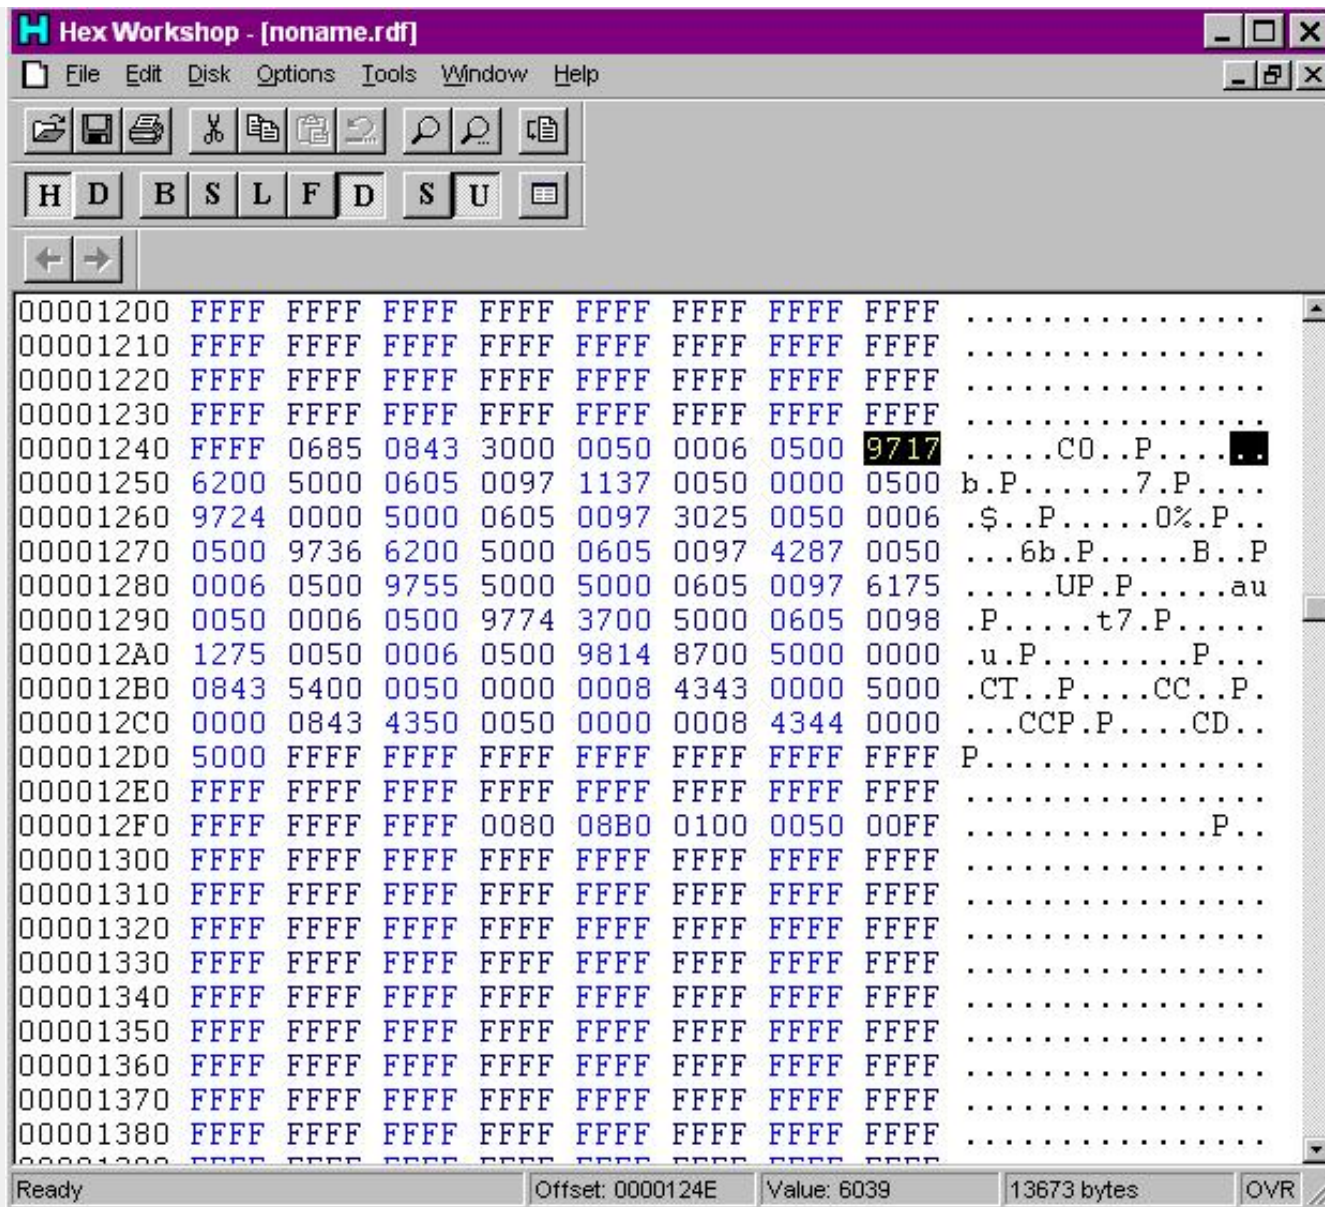 Hex Workshop - [noname.rdf]
File Edit Disk Options Tools Window Help
H D B S L F D S U
00001200 FFFF FFFF FFFF FFFF FFFF FFFF FFFF FFFF ................
00001210 FFFF FFFF FFFF FFFF FFFF FFFF FFFF FFFF ................
00001220 FFFF FFFF FFFF FFFF FFFF FFFF FFFF FFFF ................
00001230 FFFF FFFF FFFF FFFF FFFF FFFF FFFF FFFF ................
00001240 FFFF 0685 0843 3000 0050 0006 0500 9717 .....C0..P......
00001250 6200 5000 0605 0097 1137 0050 0000 0500 b.P......7.P....
00001260 9724 0000 5000 0605 0097 3025 0050 0006 .$..P.....0%.P..
00001270 0500 9736 6200 5000 0605 0097 4287 0050 ...6b.P.....B..P
00001280 0006 0500 9755 5000 5000 0605 0097 6175 .....UP.P.....au
00001290 0050 0006 0500 9774 3700 5000 0605 0098 .P.....t7.P.....
000012A0 1275 0050 0006 0500 9814 8700 5000 0000 .u.P........P...
000012B0 0843 5400 0050 0000 0008 4343 0000 5000 .CT..P....CC..P.
000012C0 0000 0843 4350 0050 0000 0008 4344 0000 ...CCP.P....CD..
000012D0 5000 FFFF FFFF FFFF FFFF FFFF FFFF FFFF P...............
000012E0 FFFF FFFF FFFF FFFF FFFF FFFF FFFF FFFF ................
000012F0 FFFF FFFF FFFF 0080 08B0 0100 0050 00FF .............P..
00001300 FFFF FFFF FFFF FFFF FFFF FFFF FFFF FFFF ................
00001310 FFFF FFFF FFFF FFFF FFFF FFFF FFFF FFFF ................
00001320 FFFF FFFF FFFF FFFF FFFF FFFF FFFF FFFF ................
00001330 FFFF FFFF FFFF FFFF FFFF FFFF FFFF FFFF ................
00001340 FFFF FFFF FFFF FFFF FFFF FFFF FFFF FFFF ................
00001350 FFFF FFFF FFFF FFFF FFFF FFFF FFFF FFFF ................
00001360 FFFF FFFF FFFF FFFF FFFF FFFF FFFF FFFF ................
00001370 FFFF FFFF FFFF FFFF FFFF FFFF FFFF FFFF ................
00001380 FFFF FFFF FFFF FFFF FFFF FFFF FFFF FFFF ................
Ready Offset: 0000124E Value: 6039 13673 bytes OVR